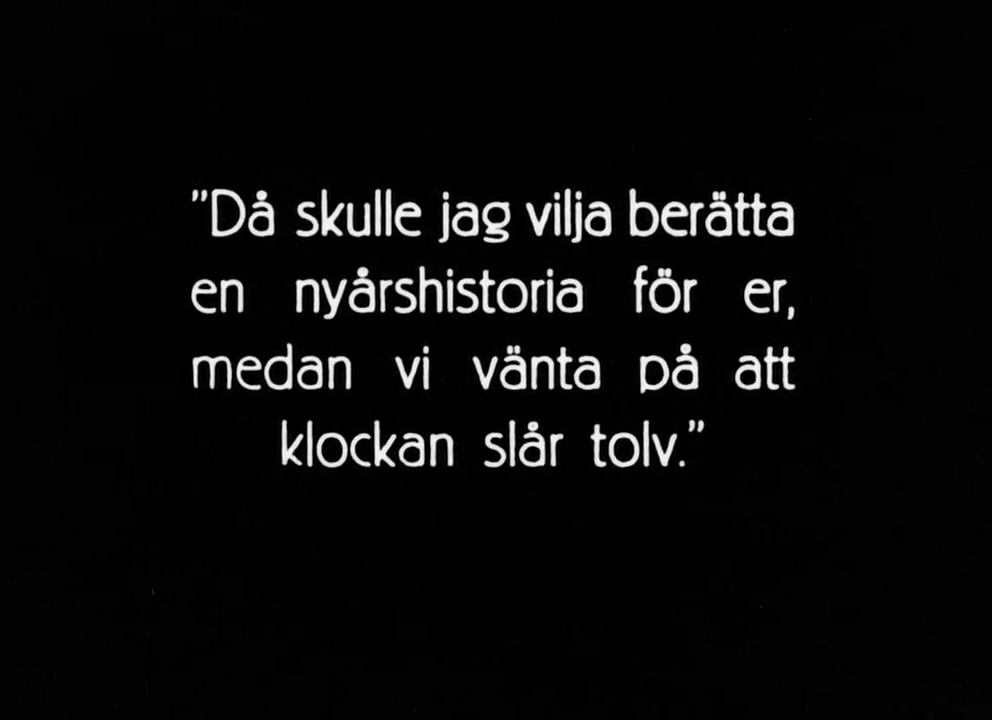 "Då skulle jag vilja berätta
en nyårshistoria för er,
medan vi vänta på att
klockan slår tolv."